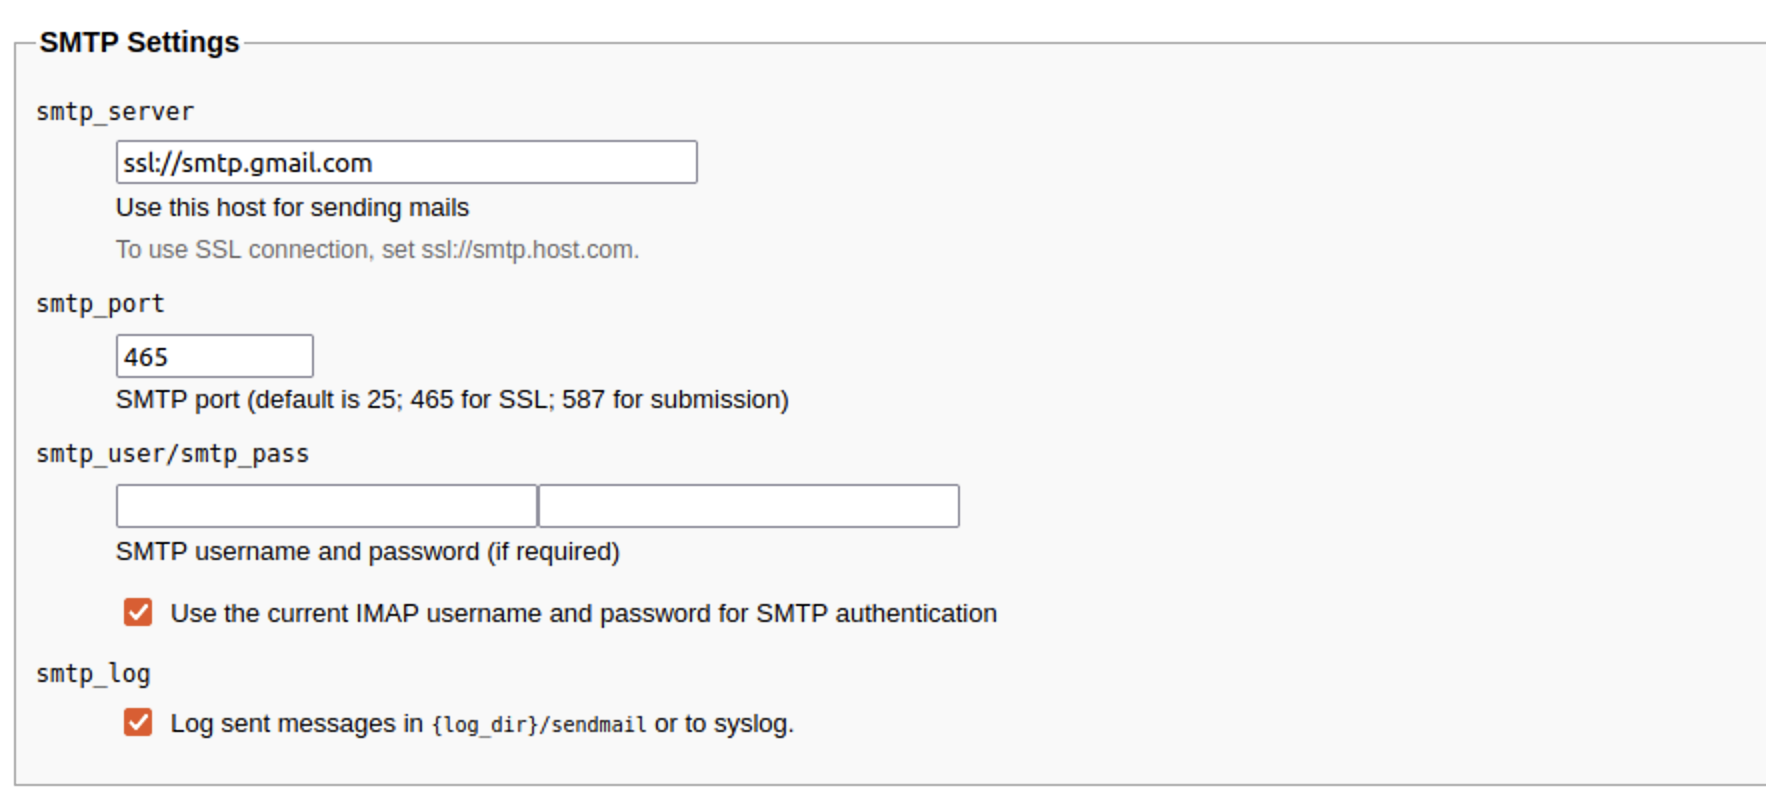 SMTP Settings
smtp_server
ssl://smtp.gmail.com
Use this host for sending mails
To use SSL connection, set ssl://smtp.host.com.
smtp_port
465
SMTP port (default is 25; 465 for SSL; 587 for submission)
smtp_user/smtp_pass
SMTP username and password (if required)
Use the current IMAP username and password for SMTP authentication
smtp_log
Log sent messages in {log_dir}/sendmail or to syslog.